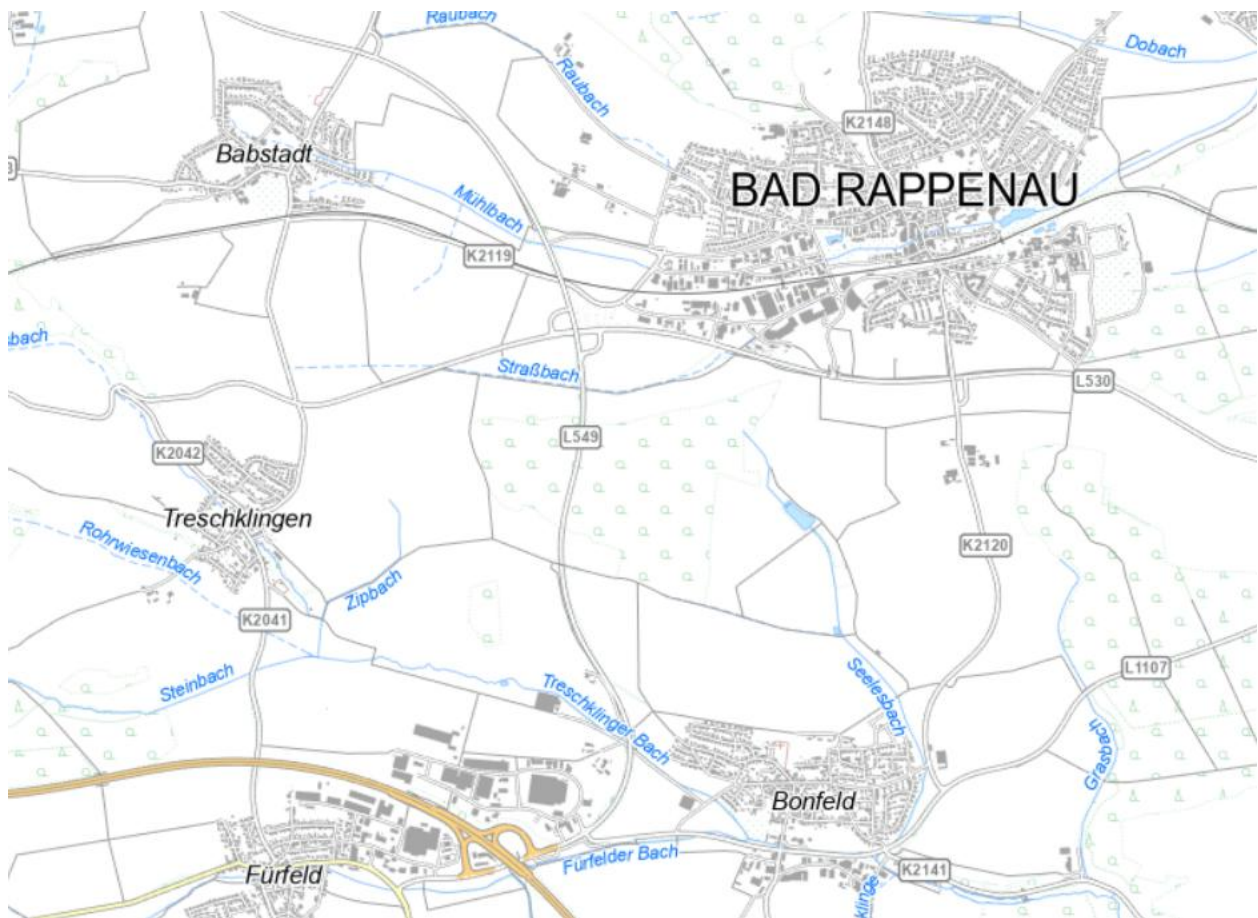 Raubach
Dobach
Raubach
K2148
Babstadt
BAD RAPPENAU
Mühlbach
K2119
Straßbach
L530
L549
K2042
Treschklingen
Rohrwiesenbach
K2120
Zipbach
K2041
Steinbach
Seelesbach
L1107
Treschklinger Bach
Grasbach
Bonfeld
Fürfelder Bach
K2141
Fürfeld